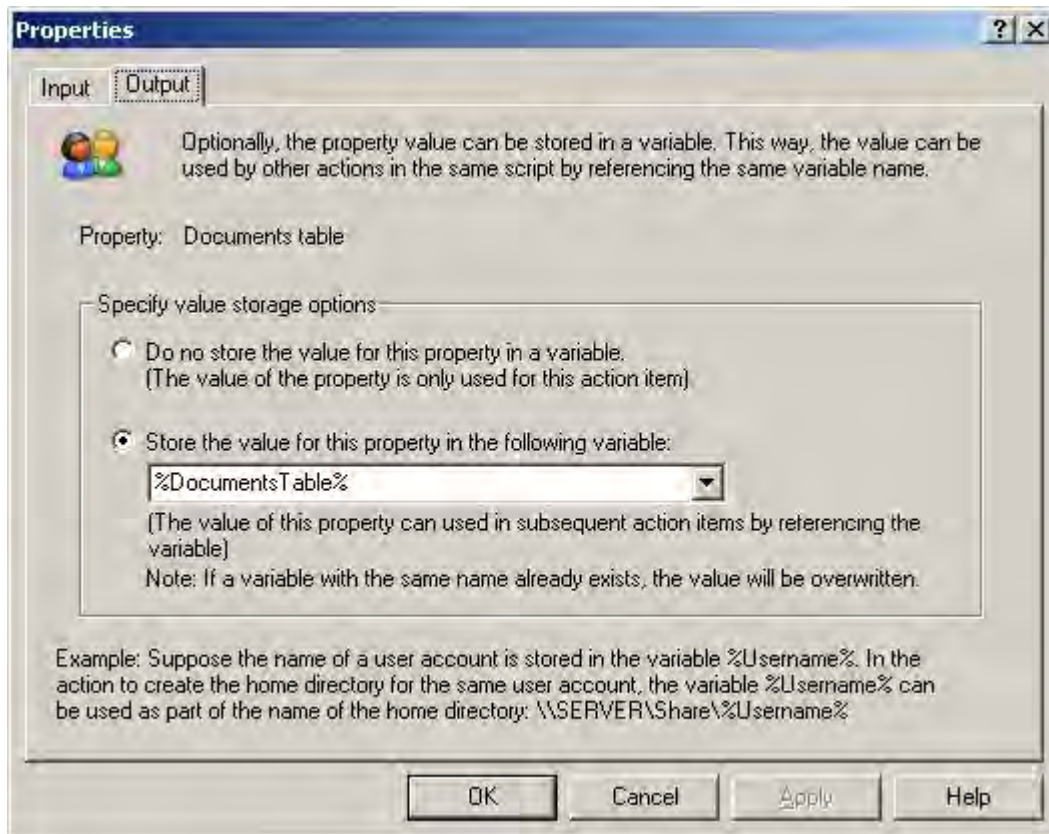 Properties
Input Output
Optionally, the property value can be stored in a variable. This way, the value can be
used by other actions in the same script by referencing the same variable name.
Property: Documents table
Specify value storage options
Do no store the value for this property in a variable.
(The value of the property is only used for this action item)
Store the value for this property in the following variable:
%DocumentsTable%
(The value of this property can used in subsequent action items by referencing the
variable)
Note: If a variable with the same name already exists, the value will be overwritten.
Example: Suppose the name of a user account is stored in the variable %Username%. In the
action to create the home directory for the same user account, the variable %Username% can
be used as part of the name of the home directory: \\SERVER\Share\%Username%
OK Cancel Apply Help